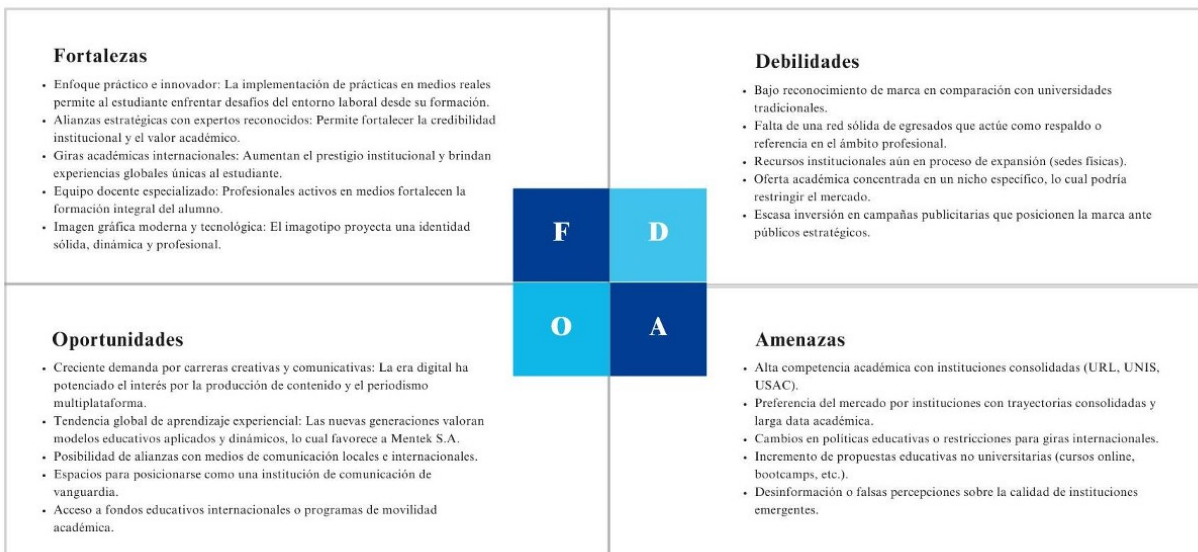 Fortalezas
• Enfoque práctico e innovador: La implementación de prácticas en medios reales
permite al estudiante enfrentar desafíos del entorno laboral desde su formación.
• Alianzas estratégicas con expertos reconocidos: Permite fortalecer la credibilidad
institucional y el valor académico.
• Giras académicas internacionales: Aumentan el prestigio institucional y brindan
experiencias globales únicas al estudiante.
• Equipo docente especializado: Profesionales activos en medios fortalecen la
formación integral del alumno.
• Imagen gráfica moderna y tecnológica: El imagotipo proyecta una identidad
sólida, dinámica y profesional.
Debilidades
• Bajo reconocimiento de marca en comparación con universidades
tradicionales.
• Falta de una red sólida de egresados que actúe como respaldo o
referencia en el ámbito profesional.
• Recursos institucionales aún en proceso de expansión (sedes físicas).
• Oferta académica concentrada en un nicho específico, lo cual podría
restringir el mercado.
• Escasa inversión en campañas publicitarias que posicionen la marca ante
públicos estratégicos.
F
D
O
A
Oportunidades
• Creciente demanda por carreras creativas y comunicativas: La era digital ha
potenciado el interés por la producción de contenido y el periodismo
multiplataforma.
• Tendencia global de aprendizaje experiencial: Las nuevas generaciones valoran
modelos educativos aplicados y dinámicos, lo cual favorece a Mentek S.A.
• Posibilidad de alianzas con medios de comunicación locales e internacionales.
• Espacios para posicionarse como una institución de comunicación de
vanguardia.
• Acceso a fondos educativos internacionales o programas de movilidad
académica.
Amenazas
• Alta competencia académica con instituciones consolidadas (URL, UNIS,
USAC).
• Preferencia del mercado por instituciones con trayectorias consolidadas y
larga data académica.
• Cambios en políticas educativas o restricciones para giras internacionales.
• Incremento de propuestas educativas no universitarias (cursos online,
bootcamps, etc.).
• Desinformación o falsas percepciones sobre la calidad de instituciones
emergentes.